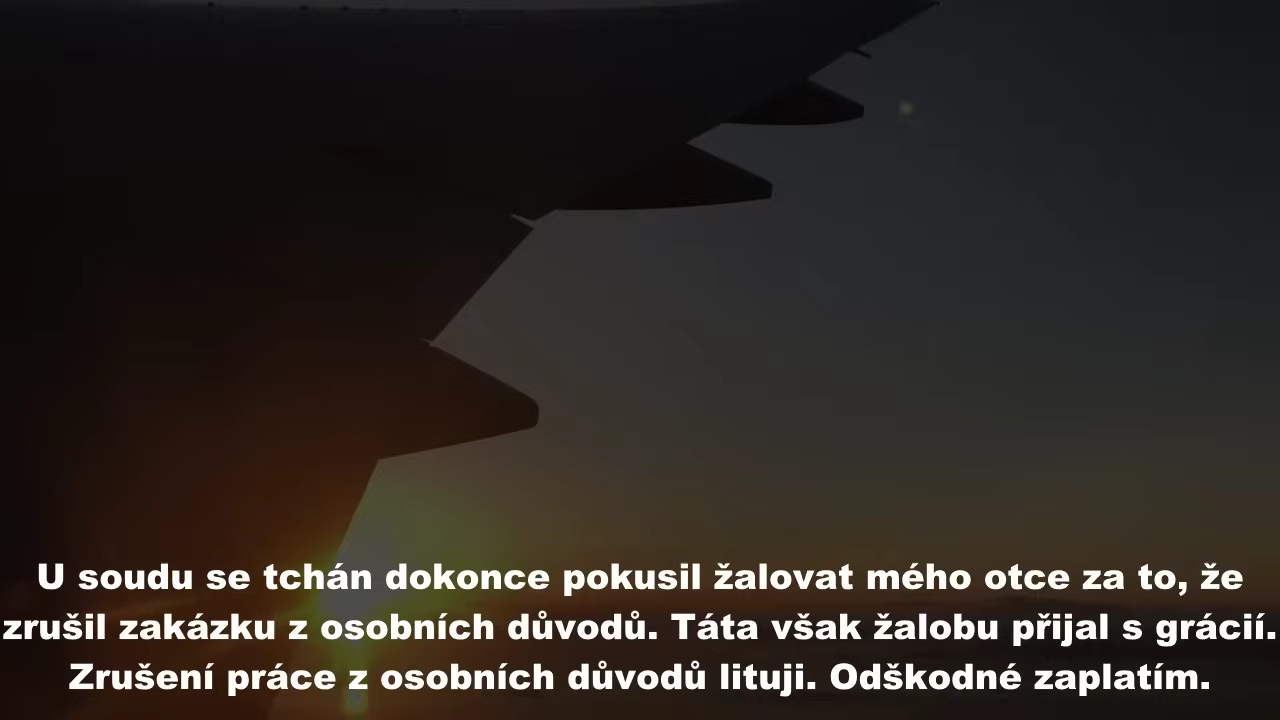 U soudu se tchán dokonce pokusil žalovat mého otce za to, že
zrušil zakázku z osobních důvodů. Táta však žalobu přijal s grácií.
Zrušení práce z osobních důvodů lituji. Odškodné zaplatím.